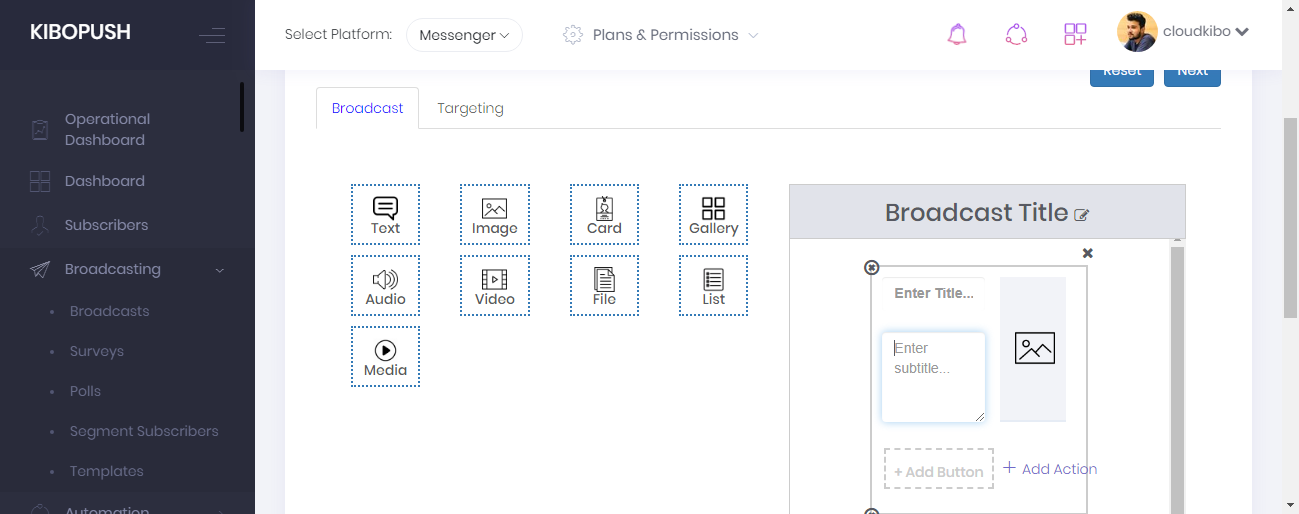 KIBOPUSH
Select Platform:
Messenger
Plans & Permissions
cloudkibo
Reset
Next
Operational
Dashboard
Dashboard
Subscribers
Broadcasting
Broadcasts
Surveys
Polls
Segment Subscribers
Templates
Automation
Broadcast
Targeting
Text
Image
Card
Gallery
Audio
Video
File
List
Media
Broadcast Title
Enter Title...
Enter
subtitle...
+ Add Button
+ Add Action